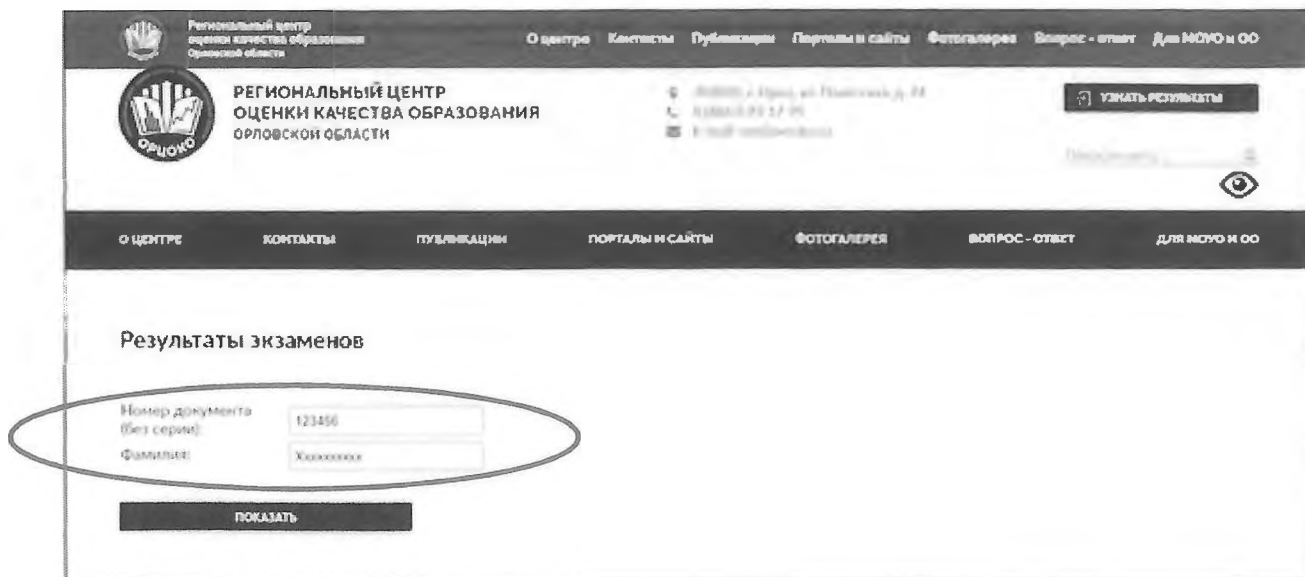 Региональный центр
оценки качества образования
Орловской области
О центре Контакты Публикации Порталы и сайты Фотогалерея Вопрос - ответ Для МОУО и ОО
РЕГИОНАЛЬНЫЙ ЦЕНТР
ОЦЕНКИ КАЧЕСТВА ОБРАЗОВАНИЯ
ОРЛОВСКОЙ ОБЛАСТИ
ОРЦОКО
УЗНАТЬ РЕЗУЛЬТАТЫ
О ЦЕНТРЕ КОНТАКТЫ ПУБЛИКАЦИИ ПОРТАЛЫ И САЙТЫ ФОТОГАЛЕРЕЯ ВОПРОС - ОТВЕТ ДЛЯ МОУО И ОО
Результаты экзаменов
Номер документа
(без серии): 123456
Фамилия: Xxxxxxxxx
ПОКАЗАТЬ